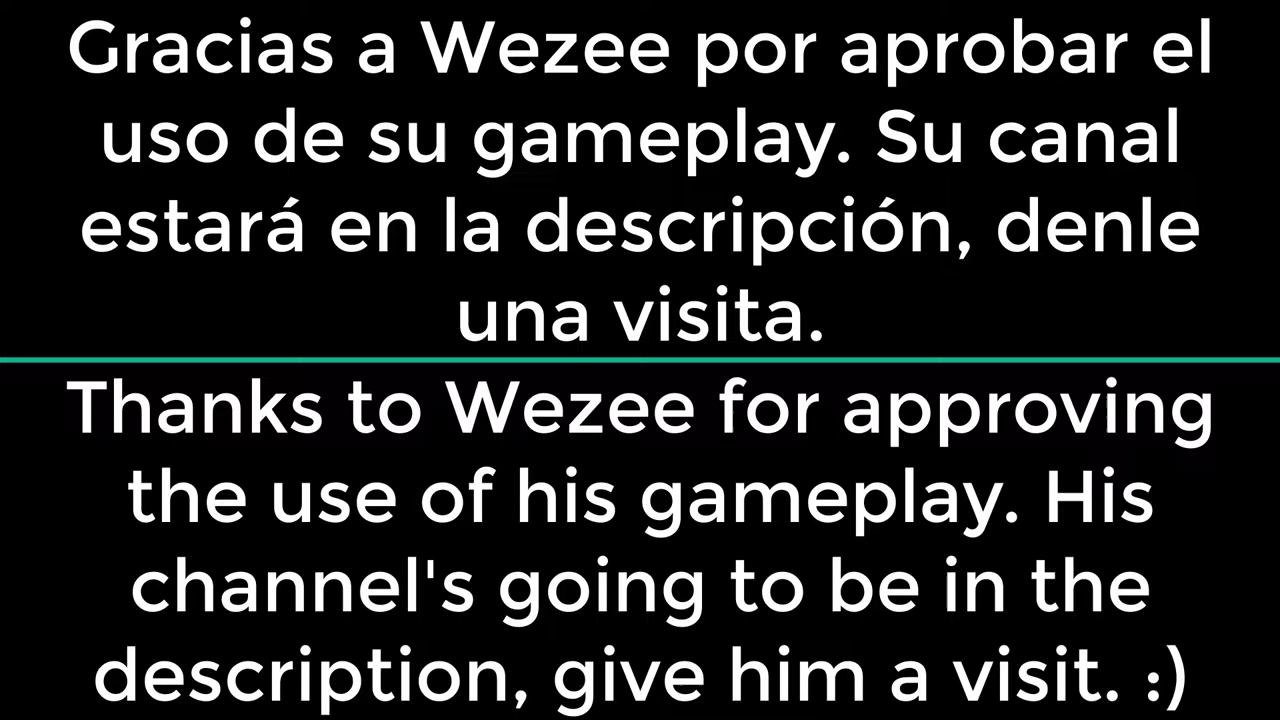 Gracias a Wezee por aprobar el
uso de su gameplay. Su canal
estará en la descripción, denle
una visita.
Thanks to Wezee for approving
the use of his gameplay. His
channel's going to be in the
description, give him a visit. :)